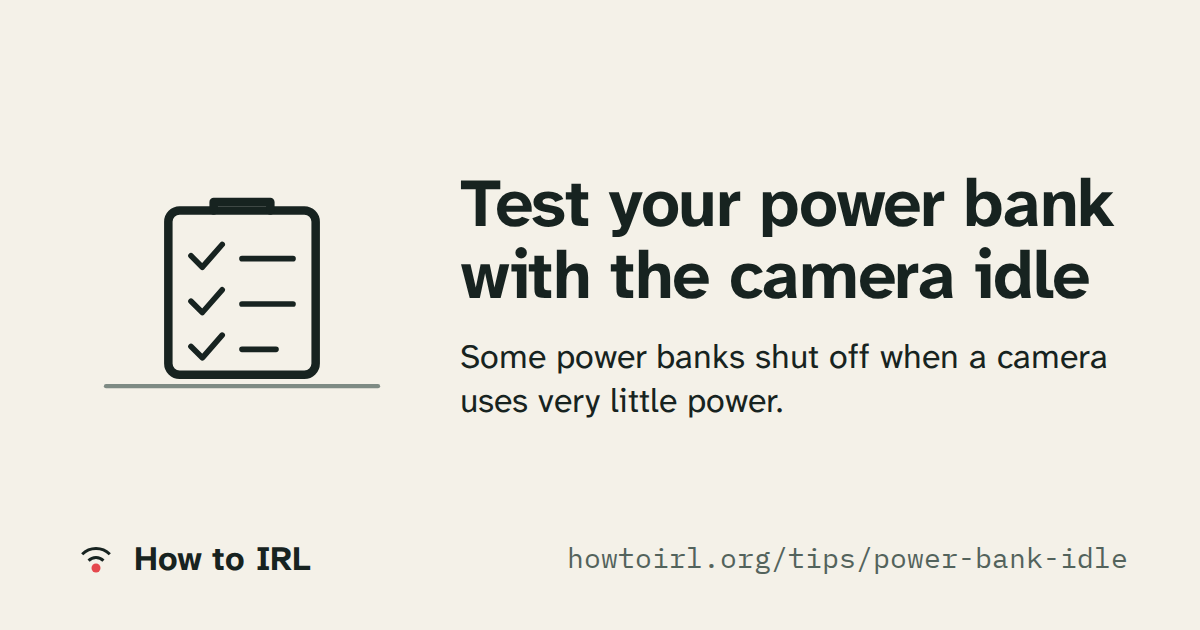 Test your power bank
with the camera idle
Some power banks shut off when a camera
uses very little power.
How to IRL
howtoirl.org/tips/power-bank-idle